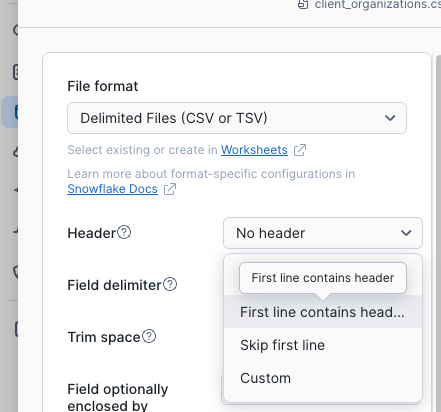 client_organizations.cs
File format
Delimited Files (CSV or TSV)
Select existing or create in Worksheets
Learn more about format-specific configurations in
Snowflake Docs
Header
No header
First line contains header
Field delimiter
First line contains head...
Trim space
Skip first line
Custom
Field optionally
enclosed by